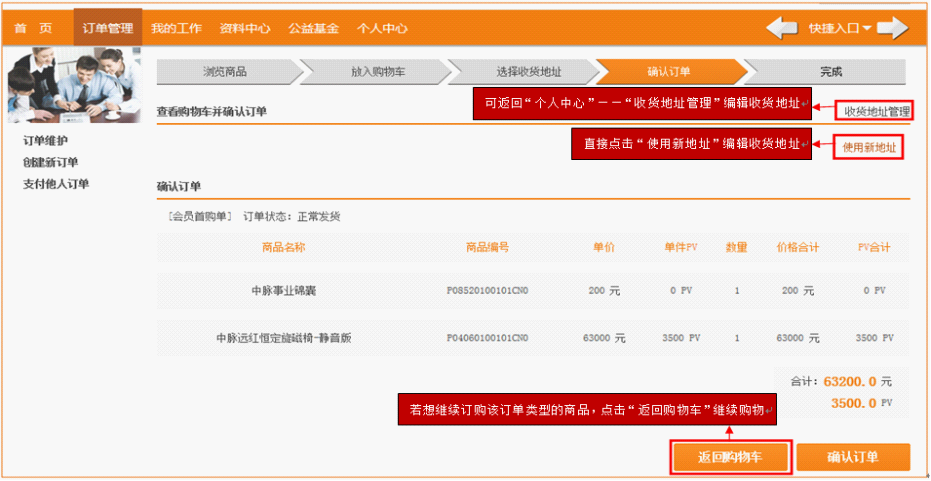 首 页 订单管理 我的工作 资料中心 公益基金 个人中心 快捷入口
浏览商品 放入购物车 选择收货地址 确认订单 完成
可返回“个人中心”——“收货地址管理”编辑收货地址
查看购物车并确认订单 收货地址管理
直接点击“使用新地址”编辑收货地址
使用新地址
订单维护
创建新订单
支付他人订单
确认订单
[会员首购单] 订单状态：正常发货
商品名称 商品编号 单价 单件PV 数量 价格合计 PV合计
中脉事业锦囊 P08520100101CN0 200 元 0 PV 1 200 元 0 PV
中脉远红恒定旋磁椅-静音版 P04060100101CN0 63000 元 3500 PV 1 63000 元 3500 PV
合计：63200.0 元
3500.0 PV
若想继续订购该订单类型的商品，点击“返回购物车”继续购物
返回购物车 确认订单